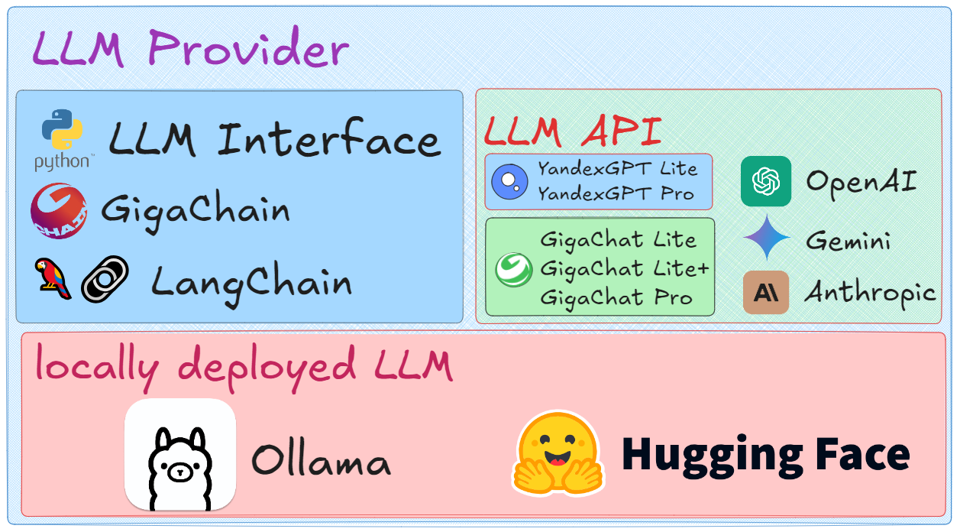 LLM Provider
LLM Interface
python™
GigaChain
CHAIN
LangChain
LLM API
YandexGPT Lite
YandexGPT Pro
GigaChat Lite
GigaChat Lite+
GigaChat Pro
OpenAI
Gemini
A\
Anthropic
locally deployed LLM
Ollama
Hugging Face